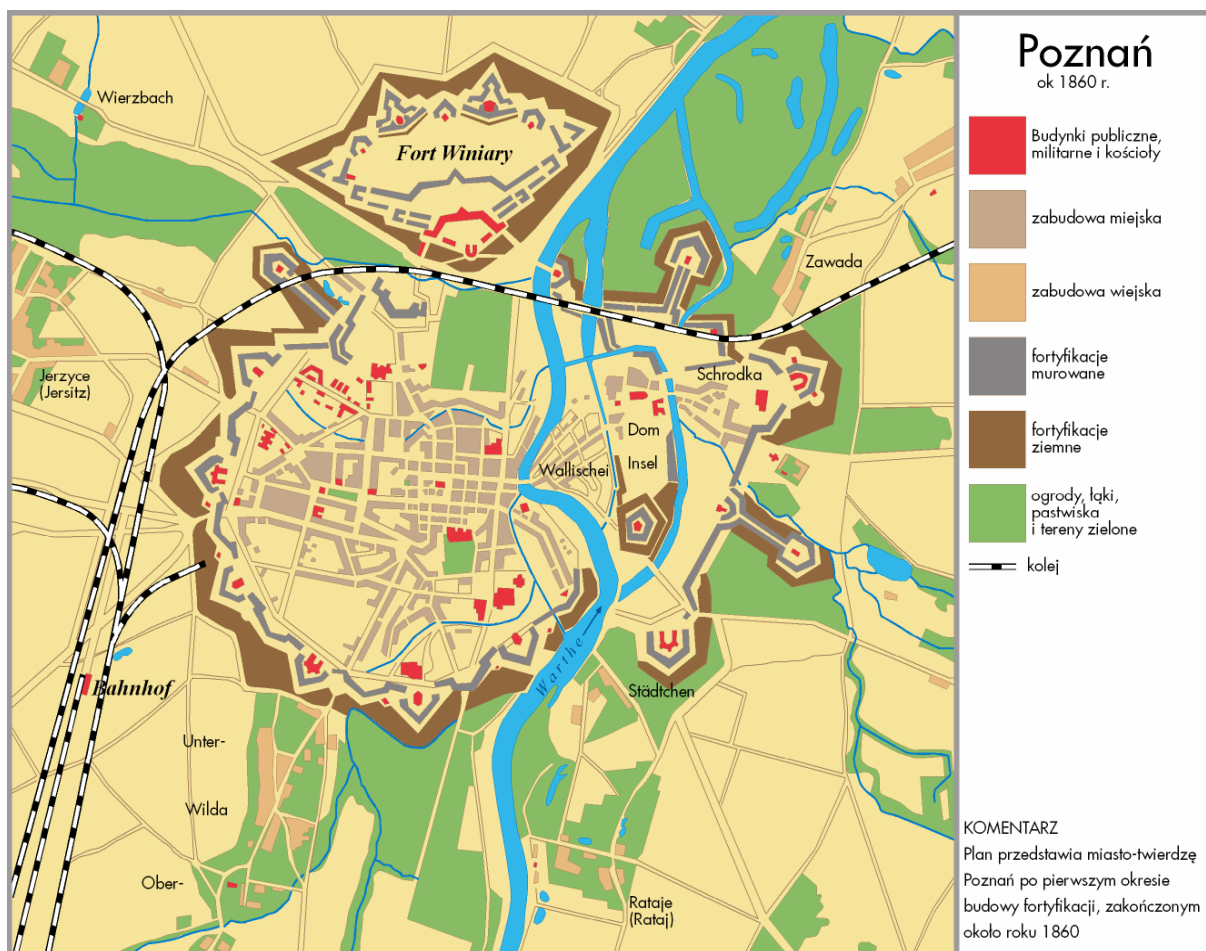 Poznań
ok 1860 r.
Budynki publiczne,
militarne i kościoły
zabudowa miejska
zabudowa wiejska
fortyfikacje
murowane
fortyfikacje
ziemne
ogrody, łąki,
pastwiska
i tereny zielone
kolej
KOMENTARZ
Plan przedstawia miasto-twierdzę
Poznań po pierwszym okresie
budowy fortyfikacji, zakończonym
około roku 1860
Wierzbach
Fort Winiary
Zawada
Jerzyce
(Jersitz)
Schrodka
Dom
Insel
Wallischei
Warthe
Städtchen
Bahnhof
Unter-
Wilda
Ober-
Rataje
(Rataj)